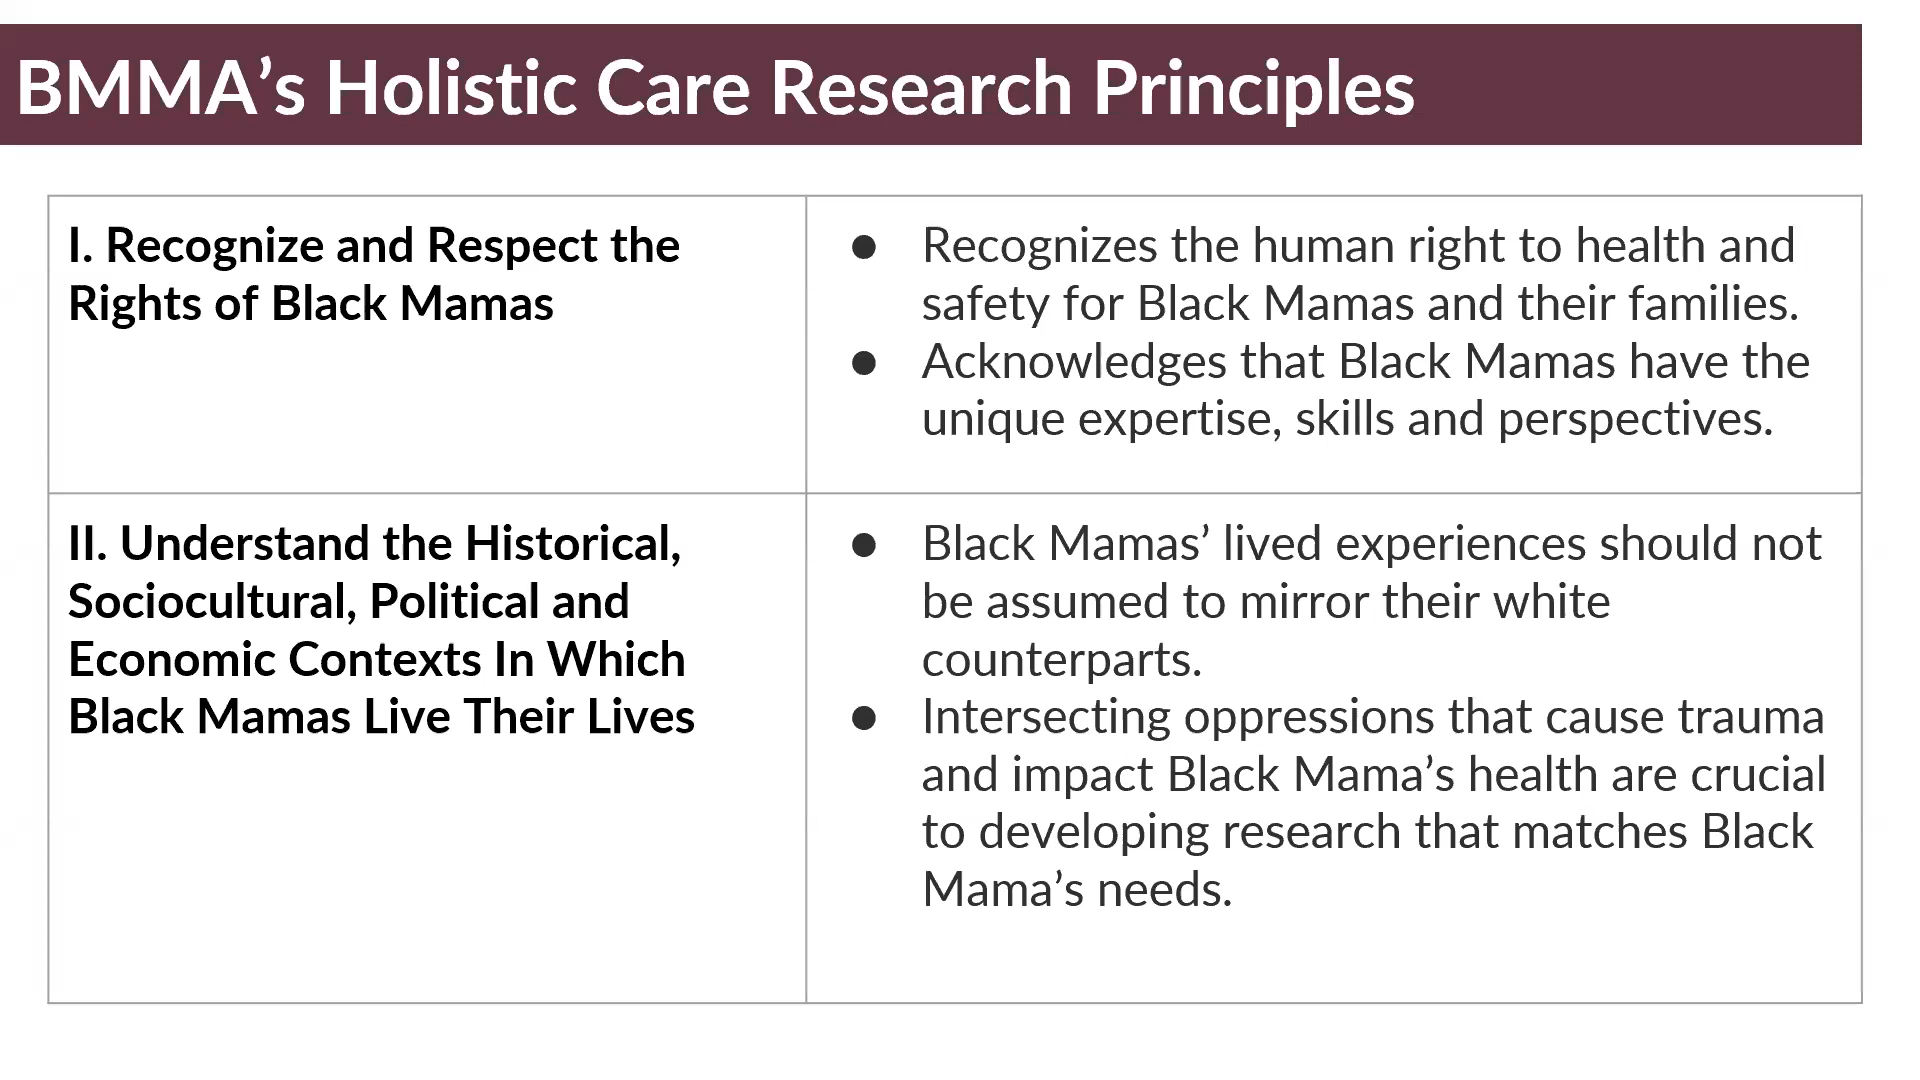 BMMA’s Holistic Care Research Principles
I. Recognize and Respect the
Rights of Black Mamas
● Recognizes the human right to health and
safety for Black Mamas and their families.
● Acknowledges that Black Mamas have the
unique expertise, skills and perspectives.
II. Understand the Historical,
Sociocultural, Political and
Economic Contexts In Which
Black Mamas Live Their Lives
● Black Mamas’ lived experiences should not
be assumed to mirror their white
counterparts.
● Intersecting oppressions that cause trauma
and impact Black Mama’s health are crucial
to developing research that matches Black
Mama’s needs.